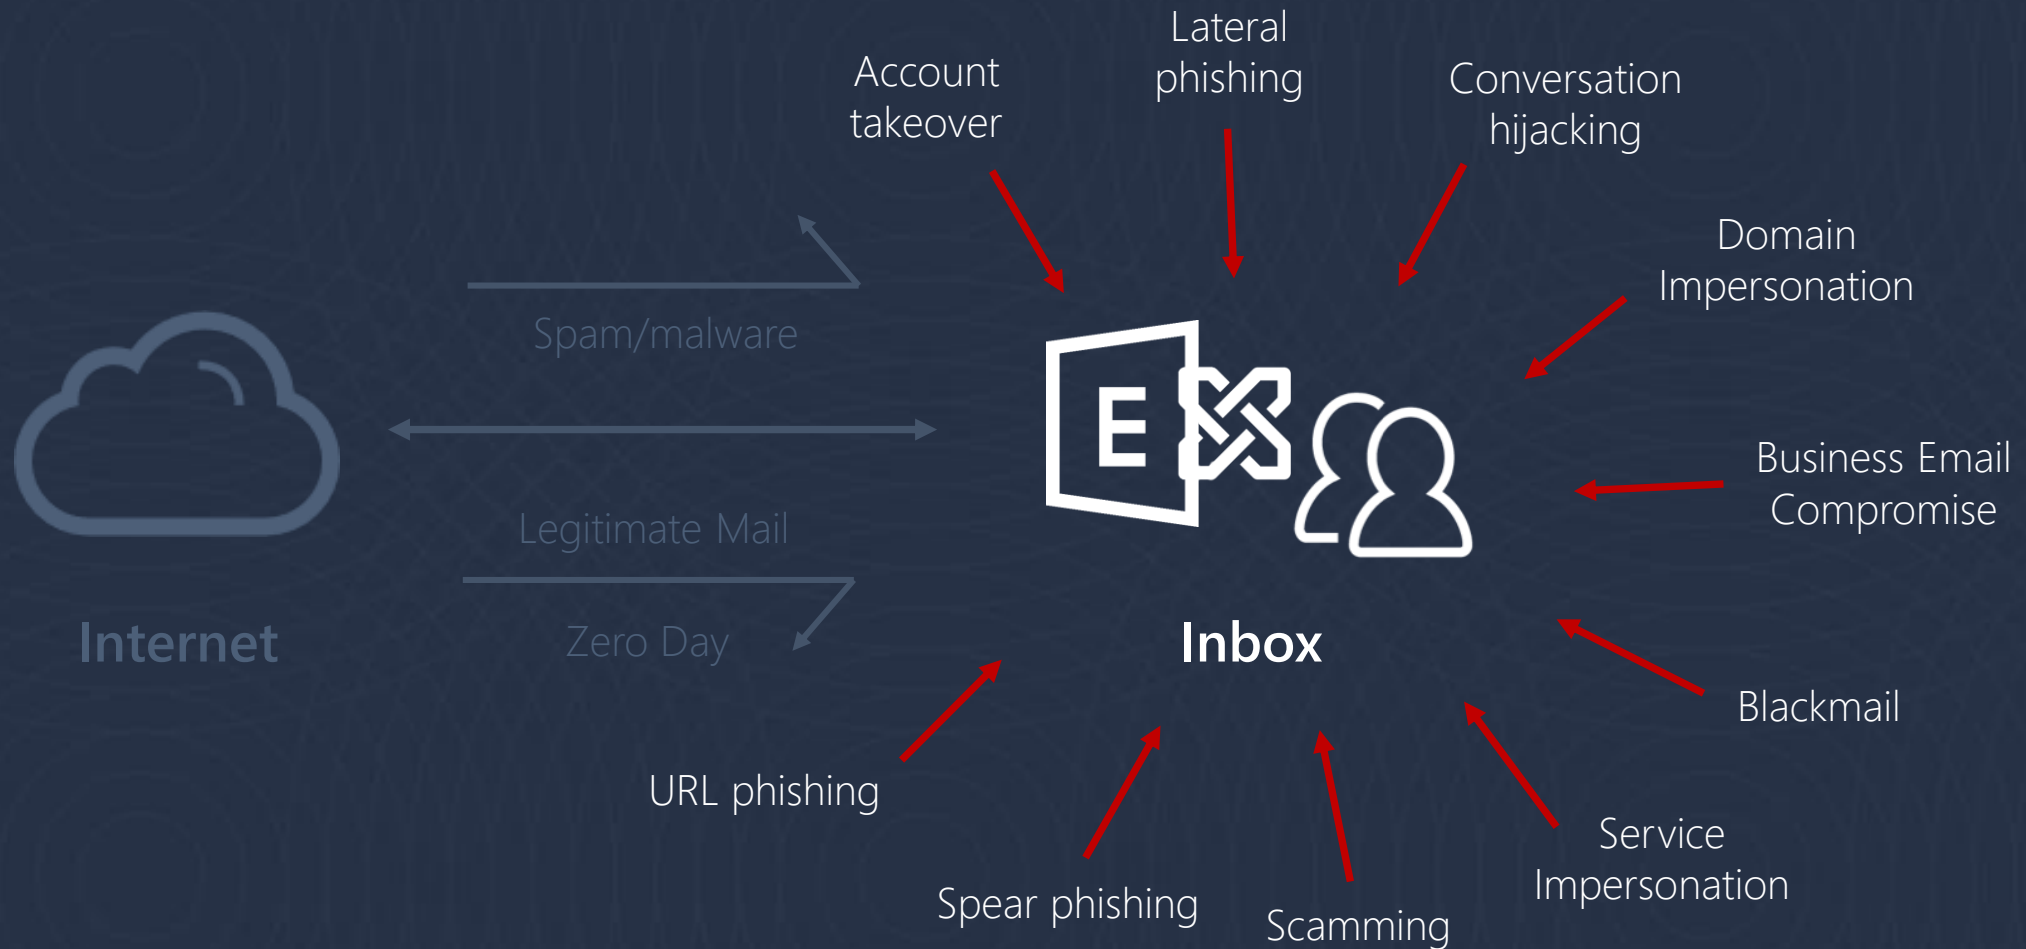 Lateral
phishing
Account
takeover
Conversation
hijacking
Domain
Impersonation
Spam/malware
E
Business Email
Compromise
Legitimate Mail
Internet
Zero Day
Inbox
Blackmail
URL phishing
Service
Impersonation
Spear phishing
Scamming